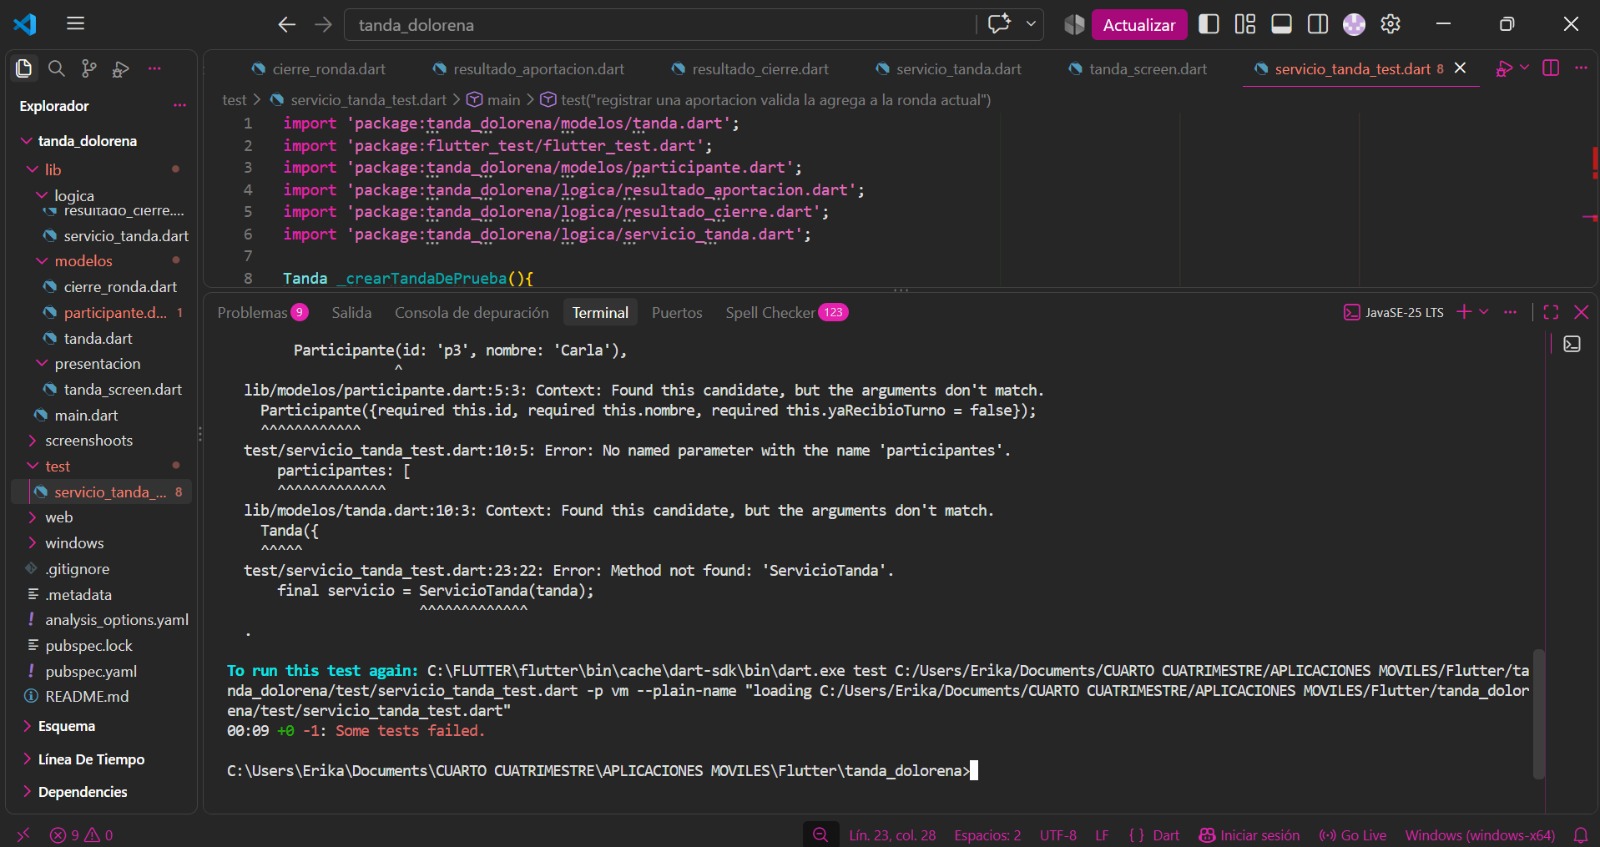 tanda_dolorena
Actualizar
Explorador
tanda_dolorena
lib
logica
resultado_cierre....
servicio_tanda.dart
modelos
cierre_ronda.dart
participante.d... 1
tanda.dart
presentacion
tanda_screen.dart
main.dart
screenshoots
test
servicio_tanda_... 8
web
windows
.gitignore
.metadata
analysis_options.yaml
pubspec.lock
pubspec.yaml
README.md
Esquema
Línea De Tiempo
Dependencies
cierre_ronda.dart resultado_aportacion.dart resultado_cierre.dart servicio_tanda.dart tanda_screen.dart servicio_tanda_test.dart 8
test > servicio_tanda_test.dart > main > test("registrar una aportacion valida la agrega a la ronda actual")
1 import 'package:tanda_dolorena/modelos/tanda.dart';
2 import 'package:flutter_test/flutter_test.dart';
3 import 'package:tanda_dolorena/modelos/participante.dart';
4 import 'package:tanda_dolorena/logica/resultado_aportacion.dart';
5 import 'package:tanda_dolorena/logica/resultado_cierre.dart';
6 import 'package:tanda_dolorena/logica/servicio_tanda.dart';
7
8 Tanda _crearTandaDePrueba(){
Problemas 9 Salida Consola de depuración Terminal Puertos Spell Checker 123 JavaSE-25 LTS
Participante(id: 'p3', nombre: 'Carla'),
^
lib/modelos/participante.dart:5:3: Context: Found this candidate, but the arguments don't match.
Participante({required this.id, required this.nombre, required this.yaRecibioTurno = false});
^^^^^^^^^^^^
test/servicio_tanda_test.dart:10:5: Error: No named parameter with the name 'participantes'.
participantes: [
^^^^^^^^^^^^^
lib/modelos/tanda.dart:10:3: Context: Found this candidate, but the arguments don't match.
Tanda({
^^^^^
test/servicio_tanda_test.dart:23:22: Error: Method not found: 'ServicioTanda'.
final servicio = ServicioTanda(tanda);
^^^^^^^^^^^^^
.
To run this test again: C:\FLUTTER\flutter\bin\cache\dart-sdk\bin\dart.exe test C:/Users/Erika/Documents/CUARTO CUATRIMESTRE/APLICACIONES MOVILES/Flutter/ta
nda_dolorena/test/servicio_tanda_test.dart -p vm --plain-name "loading C:/Users/Erika/Documents/CUARTO CUATRIMESTRE/APLICACIONES MOVILES/Flutter/tanda_dolor
ena/test/servicio_tanda_test.dart"
00:09 +0 -1: Some tests failed.
C:\Users\Erika\Documents\CUARTO CUATRIMESTRE\APLICACIONES MOVILES\Flutter\tanda_dolorena>
9 0 Lín. 23, col. 28 Espacios: 2 UTF-8 LF {} Dart Iniciar sesión Go Live Windows (windows-x64)